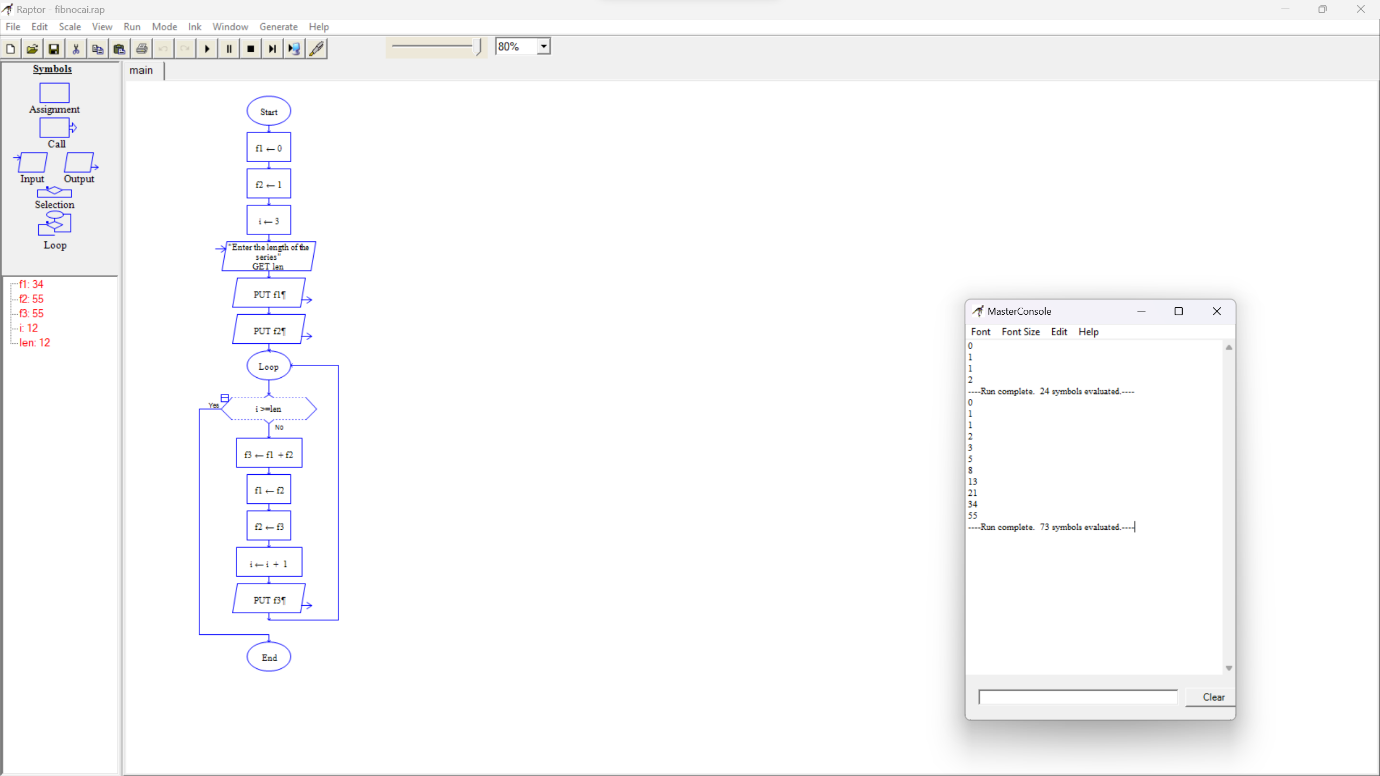 Raptor - fibnocai.rap
File Edit Scale View Run Mode Ink Window Generate Help
80%
Symbols
main
Assignment
Call
Input Output
Selection
Loop
f1: 34
f2: 55
f3: 55
i: 12
len: 12
Start
f1 ← 0
f2 ← 1
i ← 3
"Enter the length of the
series"
GET len
PUT f1¶
PUT f2¶
Loop
Yes
i >=len
No
f3 ← f1 + f2
f1 ← f2
f2 ← f3
i ← i + 1
PUT f3¶
End
MasterConsole
Font Font Size Edit Help
0
1
1
2
----Run complete. 24 symbols evaluated.----
0
1
1
2
3
5
8
13
21
34
55
----Run complete. 73 symbols evaluated.----
Clear